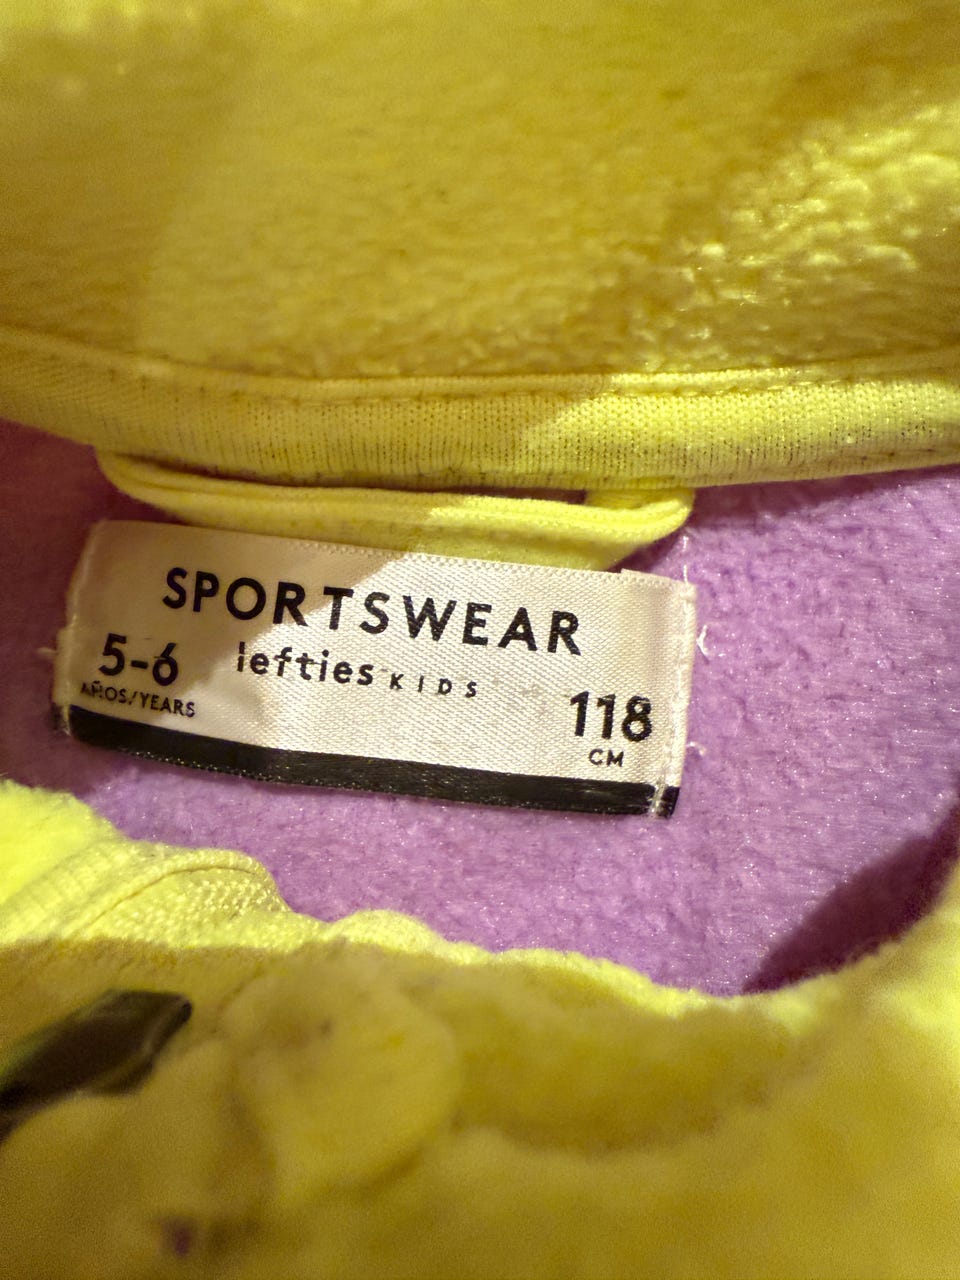 SPORTSWEAR
lefties KIDS
5-6
AÑOS/YEARS
118
CM